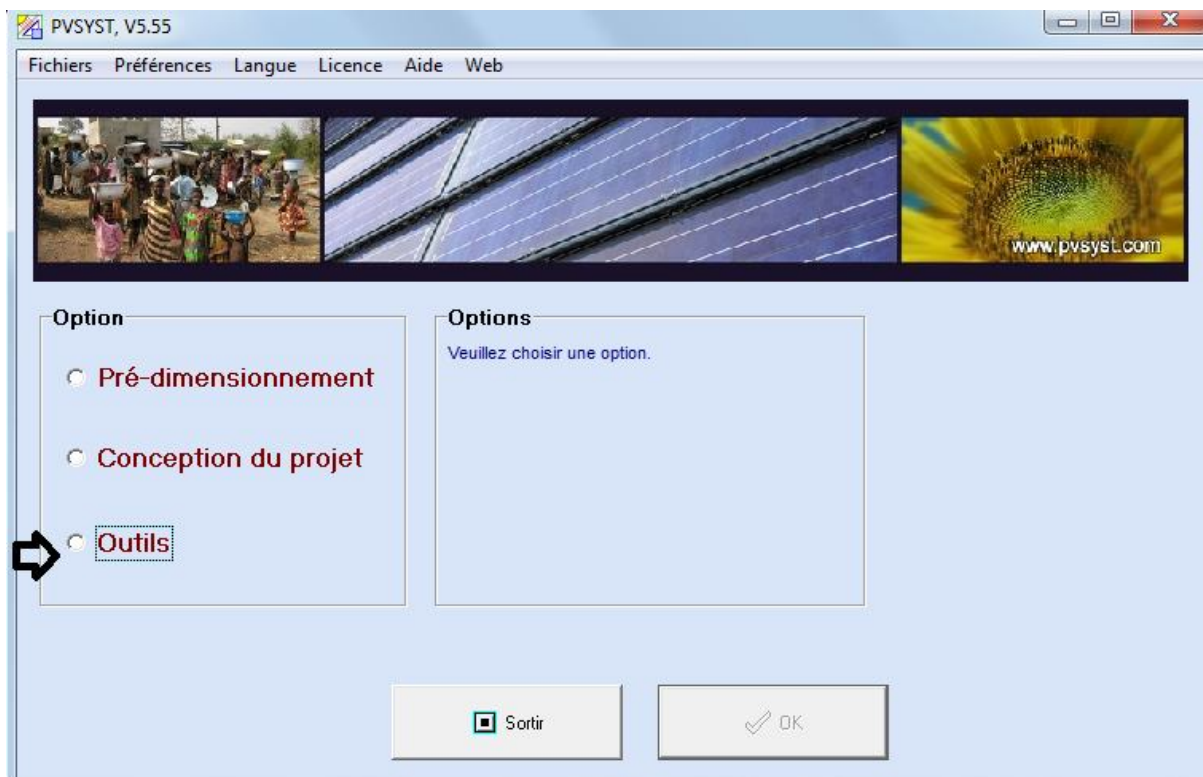 PVSYST, V5.55
Fichiers Préférences Langue Licence Aide Web
www.pvsyst.com
Option
Pré-dimensionnement
Conception du projet
Outils
Options
Veuillez choisir une option.
Sortir
OK